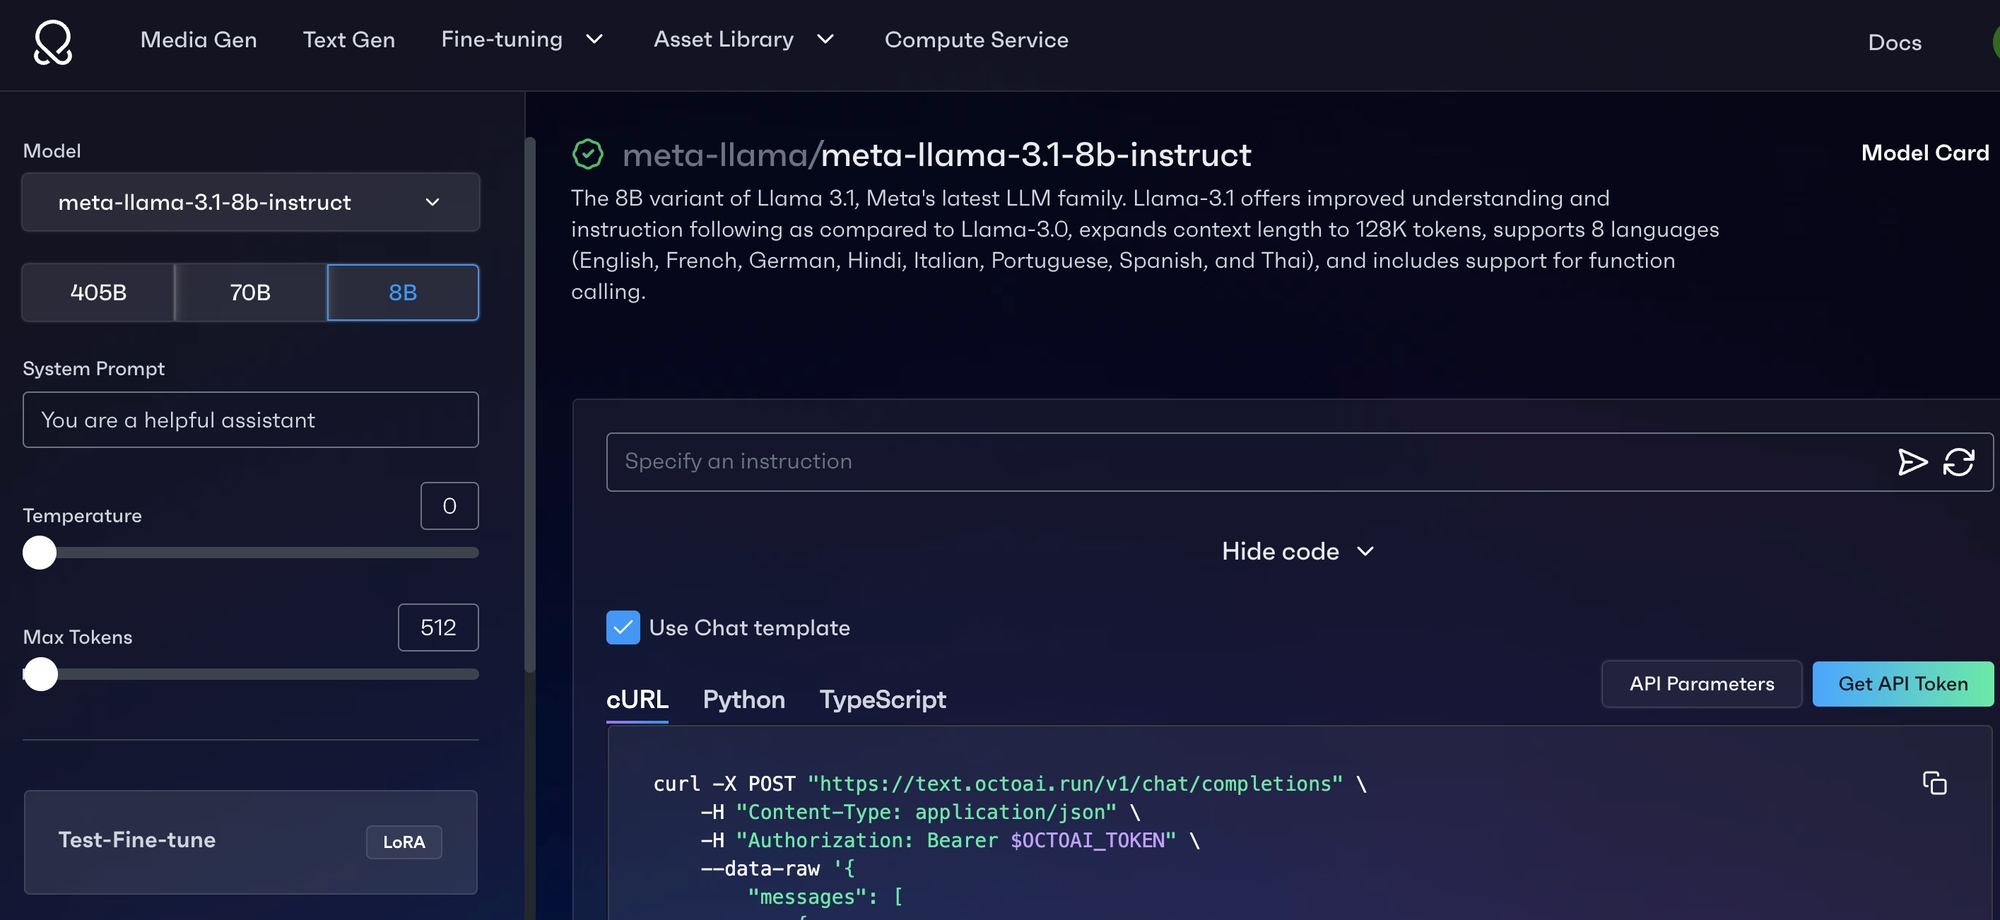 Media Gen Text Gen Fine-tuning Asset Library Compute Service Docs
Model
meta-llama-3.1-8b-instruct
405B 70B 8B
System Prompt
You are a helpful assistant
Temperature 0
Max Tokens 512
Test-Fine-tune LoRA
meta-llama/meta-llama-3.1-8b-instruct Model Card
The 8B variant of Llama 3.1, Meta's latest LLM family. Llama-3.1 offers improved understanding and
instruction following as compared to Llama-3.0, expands context length to 128K tokens, supports 8 languages
(English, French, German, Hindi, Italian, Portuguese, Spanish, and Thai), and includes support for function
calling.
Specify an instruction
Hide code
Use Chat template
cURL Python TypeScript API Parameters Get API Token
curl -X POST "https://text.octoai.run/v1/chat/completions" \
-H "Content-Type: application/json" \
-H "Authorization: Bearer $OCTOAI_TOKEN" \
--data-raw '{
"messages": [
{